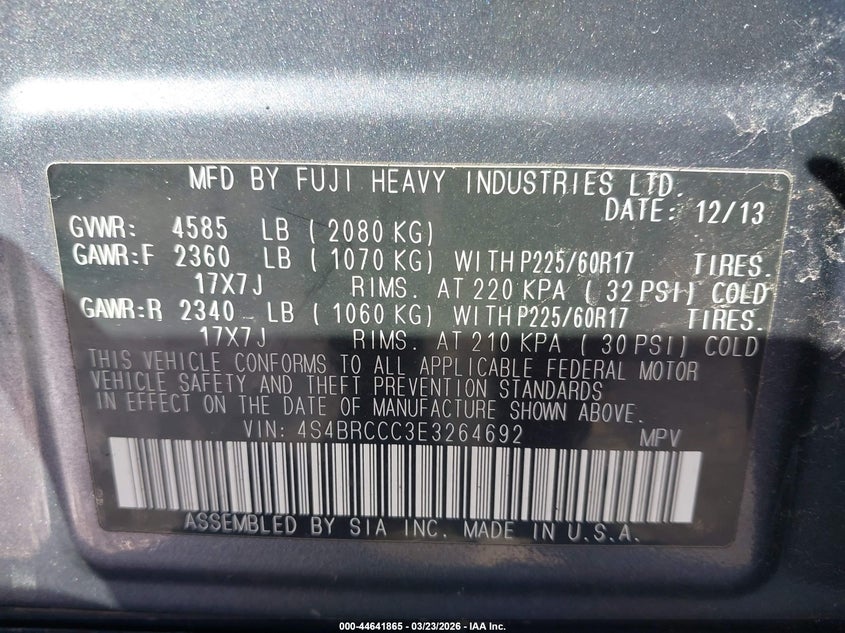 MFD BY FUJI HEAVY INDUSTRIES LTD.
DATE: 12/13
GVWR: 4585 LB ( 2080 KG)
GAWR:F 2360 LB ( 1070 KG) WITH P225/60R17 TIRES.
17X7J RIMS. AT 220 KPA ( 32 PSI) COLD
GAWR:R 2340 LB ( 1060 KG) WITH P225/60R17 TIRES.
17X7J RIMS. AT 210 KPA ( 30 PSI) COLD
THIS VEHICLE CONFORMS TO ALL APPLICABLE FEDERAL MOTOR
VEHICLE SAFETY AND THEFT PREVENTION STANDARDS
IN EFFECT ON THE DATE OF MANUFACTURE SHOWN ABOVE.
VIN: 4S4BRCCC3E3264692 MPV
ASSEMBLED BY SIA INC. MADE IN U.S.A.
000-44641865 | 03/23/2026 - IAA Inc.